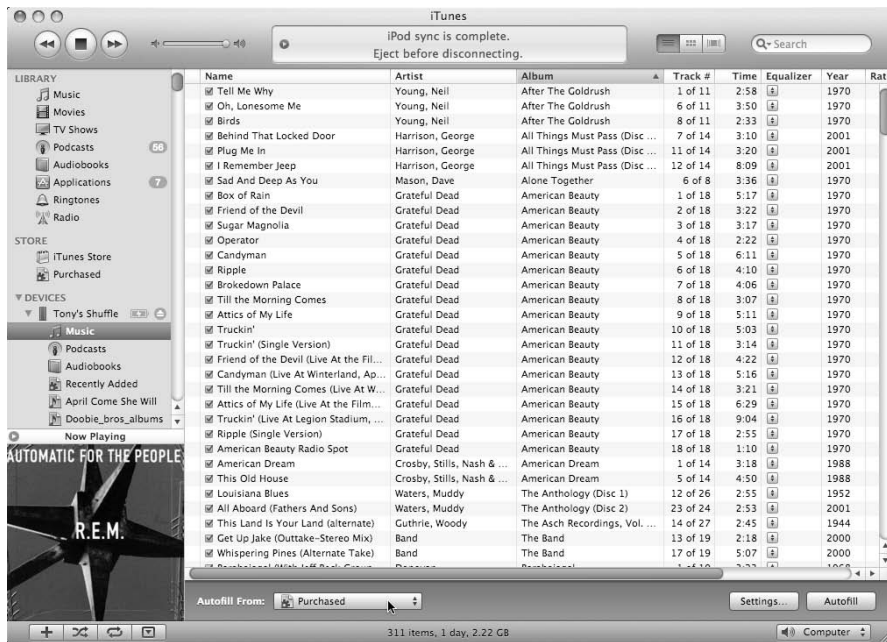 iTunes
iPod sync is complete.
Eject before disconnecting.
Search
LIBRARY
Music
Movies
TV Shows
Podcasts 56
Audiobooks
Applications 7
Ringtones
Radio
STORE
iTunes Store
Purchased
DEVICES
Tony's Shuffle
Music
Podcasts
Audiobooks
Recently Added
April Come She Will
Doobie_bros_albums
Now Playing
AUTOMATIC FOR THE PEOPLE
R.E.M.
Name Artist Album Track # Time Equalizer Year Rat
Tell Me Why Young, Neil After The Goldrush 1 of 11 2:58 1970
Oh, Lonesome Me Young, Neil After The Goldrush 6 of 11 3:50 1970
Birds Young, Neil After The Goldrush 8 of 11 2:33 1970
Behind That Locked Door Harrison, George All Things Must Pass (Disc ... 7 of 14 3:10 2001
Plug Me In Harrison, George All Things Must Pass (Disc ... 11 of 14 3:20 2001
I Remember Jeep Harrison, George All Things Must Pass (Disc ... 12 of 14 8:09 2001
Sad And Deep As You Mason, Dave Alone Together 6 of 8 3:36 1970
Box of Rain Grateful Dead American Beauty 1 of 18 5:17 1970
Friend of the Devil Grateful Dead American Beauty 2 of 18 3:22 1970
Sugar Magnolia Grateful Dead American Beauty 3 of 18 3:17 1970
Operator Grateful Dead American Beauty 4 of 18 2:22 1970
Candyman Grateful Dead American Beauty 5 of 18 6:11 1970
Ripple Grateful Dead American Beauty 6 of 18 4:10 1970
Brokedown Palace Grateful Dead American Beauty 7 of 18 4:06 1970
Till the Morning Comes Grateful Dead American Beauty 8 of 18 3:07 1970
Attics of My Life Grateful Dead American Beauty 9 of 18 5:11 1970
Truckin' Grateful Dead American Beauty 10 of 18 5:03 1970
Truckin' (Single Version) Grateful Dead American Beauty 11 of 18 3:14 1970
Friend of the Devil (Live At the Fil... Grateful Dead American Beauty 12 of 18 4:22 1970
Candyman (Live At Winterland, Ap... Grateful Dead American Beauty 13 of 18 5:16 1970
Till the Morning Comes (Live At W... Grateful Dead American Beauty 14 of 18 3:21 1970
Attics of My Life (Live At the Film... Grateful Dead American Beauty 15 of 18 6:29 1970
Truckin' (Live At Legion Stadium, ... Grateful Dead American Beauty 16 of 18 9:04 1970
Ripple (Single Version) Grateful Dead American Beauty 17 of 18 2:55 1970
American Beauty Radio Spot Grateful Dead American Beauty 18 of 18 1:10 1970
American Dream Crosby, Stills, Nash & ... American Dream 1 of 14 3:18 1988
This Old House Crosby, Stills, Nash & ... American Dream 5 of 14 4:50 1988
Louisiana Blues Waters, Muddy The Anthology (Disc 1) 12 of 26 2:55 1952
All Aboard (Fathers And Sons) Waters, Muddy The Anthology (Disc 2) 23 of 24 2:53 2001
This Land Is Your Land (alternate) Guthrie, Woody The Asch Recordings, Vol. ... 14 of 27 2:45 1944
Get Up Jake (Outtake–Stereo Mix) Band The Band 13 of 19 2:18 2000
Whispering Pines (Alternate Take) Band The Band 17 of 19 5:07 2000
Autofill From: Purchased Settings... Autofill
311 items, 1 day, 2.22 GB
Computer